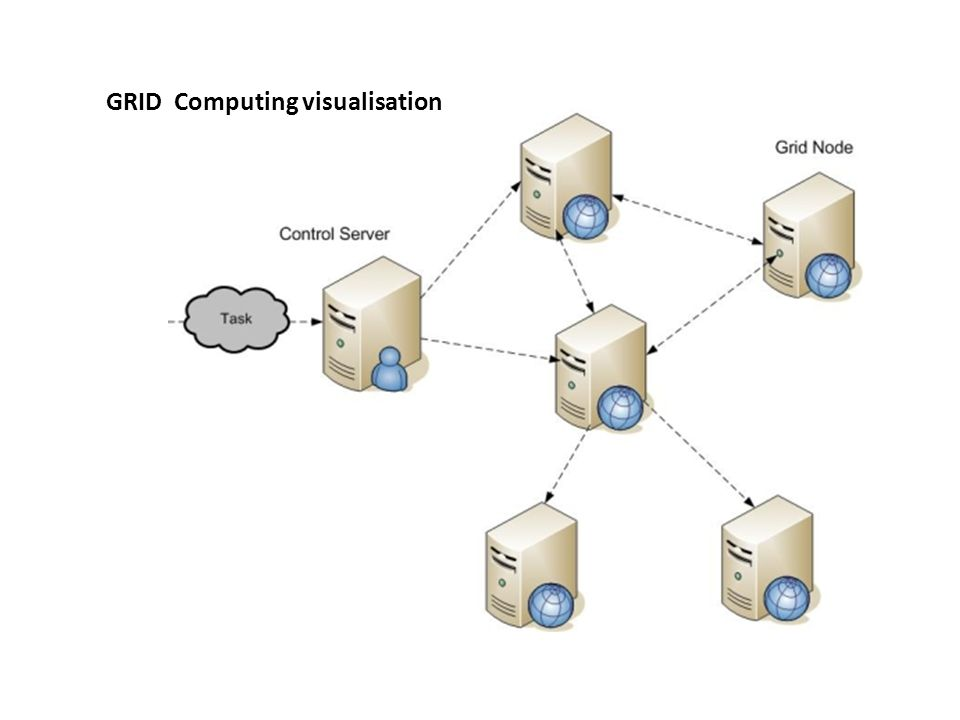 GRID  Computing visualisation
Grid Node
Control Server
Task